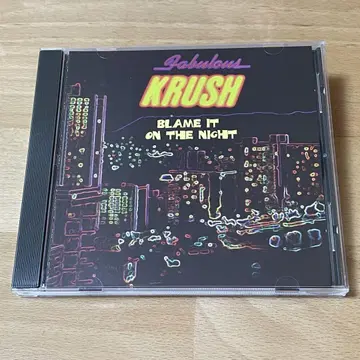 Fabulous
KRUSH
BLAME IT
ON THE NIGHT